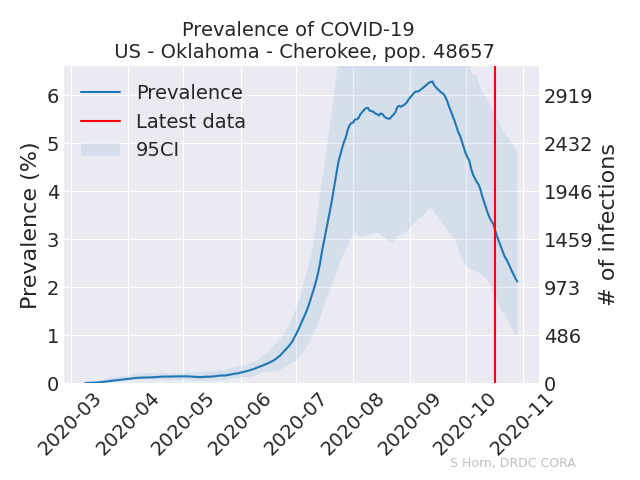 Prevalence of COVID-19
US - Oklahoma - Cherokee, pop. 48657
Prevalence
Latest data
95CI
Prevalence (%)
6
5
4
3
2
1
0
2919
2432
1946
1459
973
486
0
# of infections
2020-03
2020-04
2020-05
2020-06
2020-07
2020-08
2020-09
2020-10
2020-11
S Horn, DRDC CORA